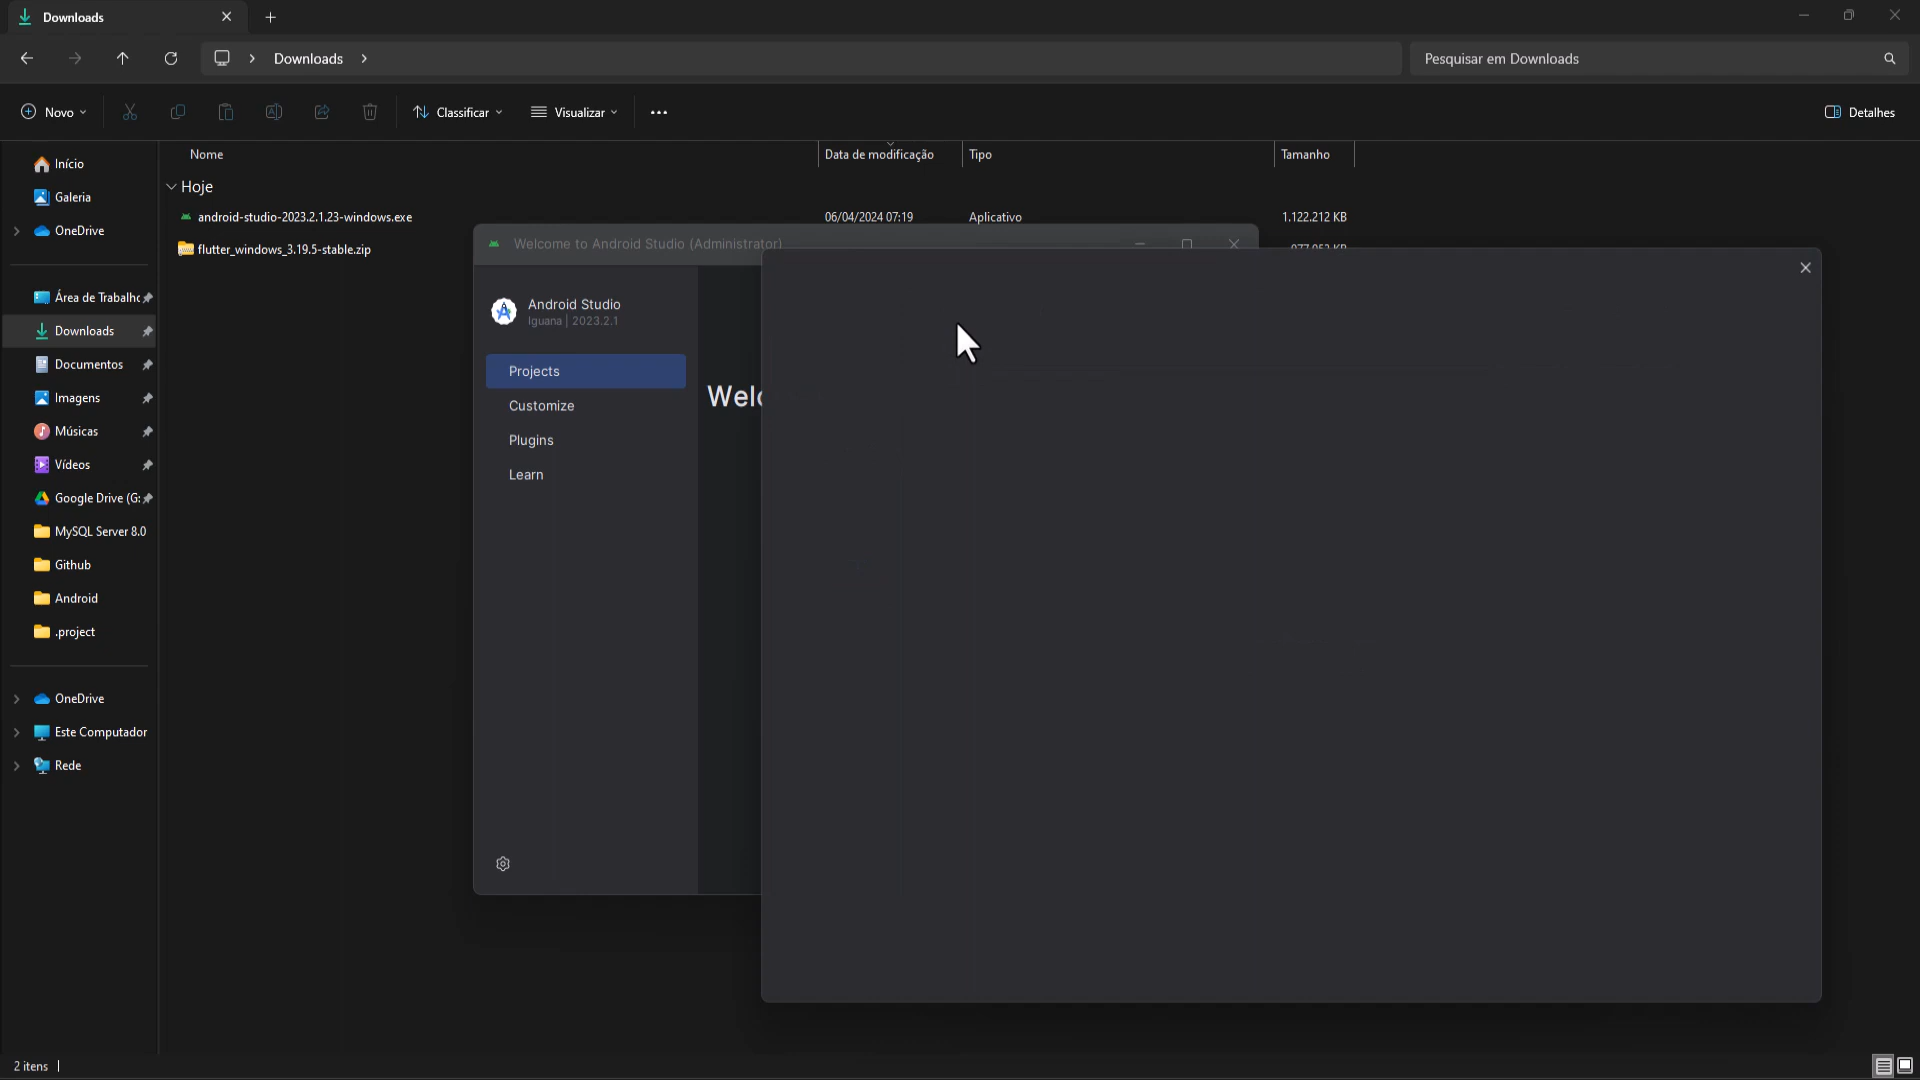 Downloads
Downloads
Pesquisar em Downloads
Novo
Classificar
Visualizar
Detalhes
Nome
Data de modificação
Tipo
Tamanho
Hoje
android-studio-2023.2.1.23-windows.exe
06/04/2024 07:19
Aplicativo
1.122.212 KB
flutter_windows_3.19.5-stable.zip
Início
Galeria
OneDrive
Área de Trabalho
Downloads
Documentos
Imagens
Músicas
Vídeos
Google Drive (G:
MySQL Server 8.0
Github
Android
.project
OneDrive
Este Computador
Rede
Welcome to Android Studio (Administrator)
Android Studio
Iguana | 2023.2.1
Projects
Customize
Plugins
Learn
Welc
2 itens